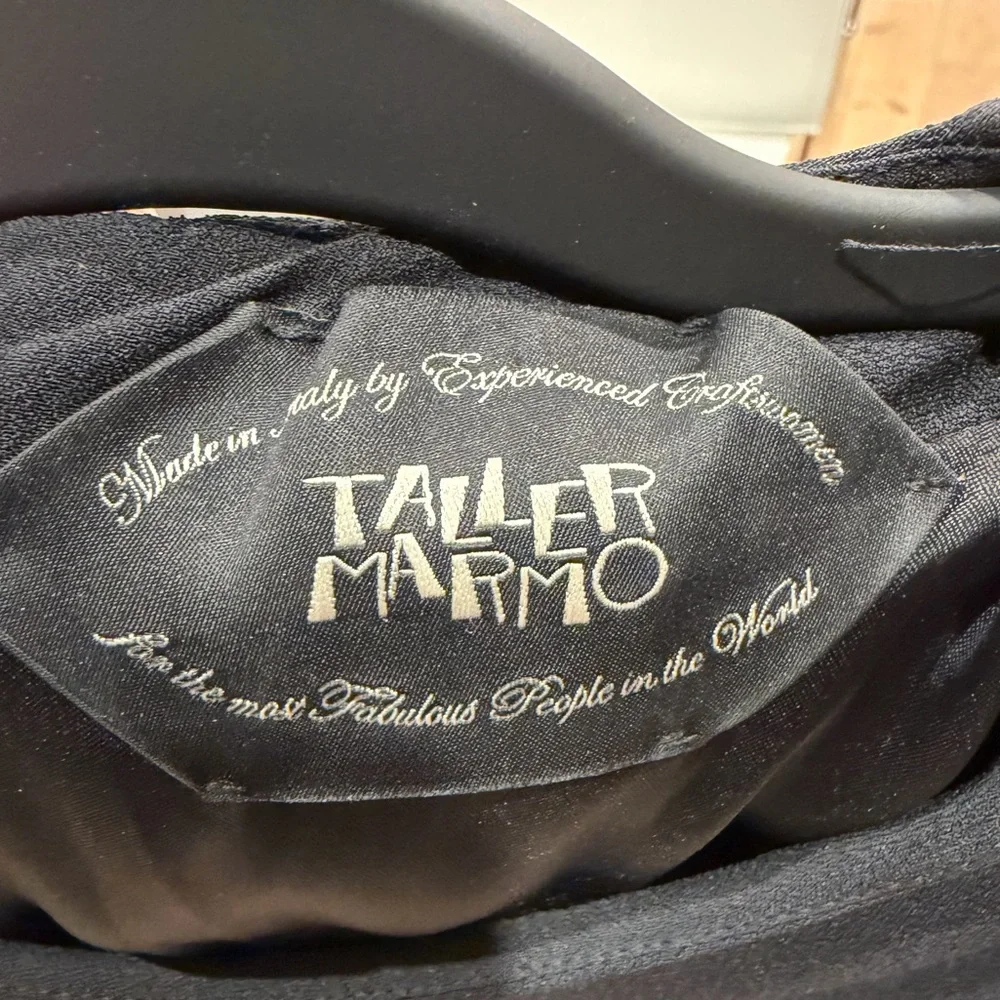 Made in Italy by Experienced Craftswomen
TALLER
MARMO
for the most Fabulous People in the World